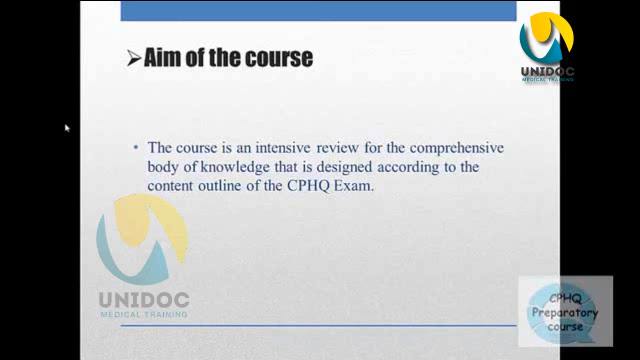 ➢Aim of the course
UNIDOC
MEDICAL TRAINING
• The course is an intensive review for the comprehensive
body of knowledge that is designed according to the
content outline of the CPHQ Exam.
UNIDOC
MEDICAL TRAINING
CPHQ
Preparatory
course